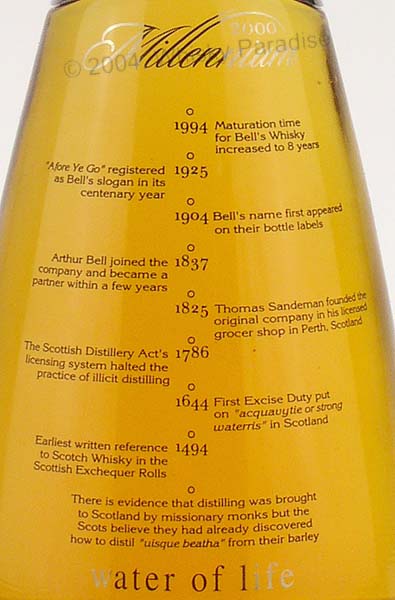 2000
Millennium
© 2004 Paradise
1994 Maturation time
for Bell's Whisky
increased to 8 years
"Afore Ye Go" registered 1925
as Bell's slogan in its
centenary year
1904 Bell's name first appeared
on their bottle labels
Arthur Bell joined the 1837
company and became a
partner within a few years
1825 Thomas Sandeman founded the
original company in his licensed
grocer shop in Perth, Scotland
The Scottish Distillery Act's 1786
licensing system halted the
practice of illicit distilling
1644 First Excise Duty put
on "acquavytie or strong
waterris" in Scotland
Earliest written reference 1494
to Scotch Whisky in the
Scottish Exchequer Rolls
There is evidence that distilling was brought
to Scotland by missionary monks but the
Scots believe they had already discovered
how to distil "uisque beatha" from their barley
water of life